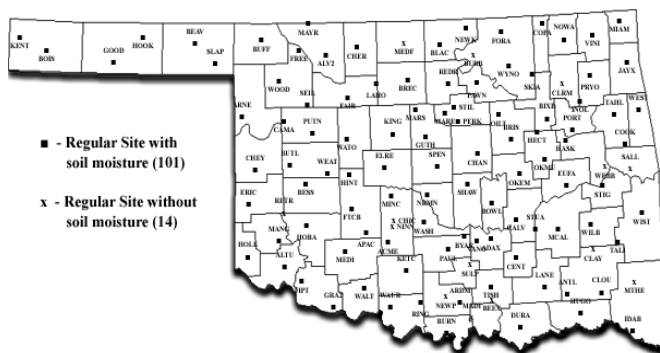 KENT
BOIS
GOOD
HOOK
BEAV
SLAP
BUFF
MAYR
FREE
ALV2
CHER
MEDF
BLAC
NEWK
BURB
FORA
COPA
NOWA
VINI
MIAM
WOOD
SEIL
FAIR
LAHO
BREC
REDR
PAWN
WYNO
SKIA
CLRM
PRYO
JAYX
ARNE
CAMA
PUTN
WATO
KING
MARS
GUTH
MARE
STIL
PERK
OILT
BRIS
BIXB
INOL
PORT
TAHL
WEST
COOK
■ - Regular Site with
soil moisture (101)
CHEY
BUTL
WEAT
ELRE
SPEN
CHAN
HECT
OKMU
HASK
SALL
WEBB
x - Regular Site without
soil moisture (14)
ERIC
RETR
BESS
HINT
MINC
NRMN
SHAW
OKEM
EUFA
STIG
MANG
HOBA
FTCB
CHIC
NINN
WASH
BOWL
CALV
STUA
MCAL
WILB
WIST
HOLL
ALTU
MEDI
APAC
ACME
KETC
PAUL
BYAR
ADAX
CENT
CLAY
TALI
TIPT
GRA2
WALT
WAUR
RING
NEWP
ARDM
SULP
MADI
TISH
LANE
ANTL
CLOU
MTHE
BURN
DURA
HUGO
IDAB